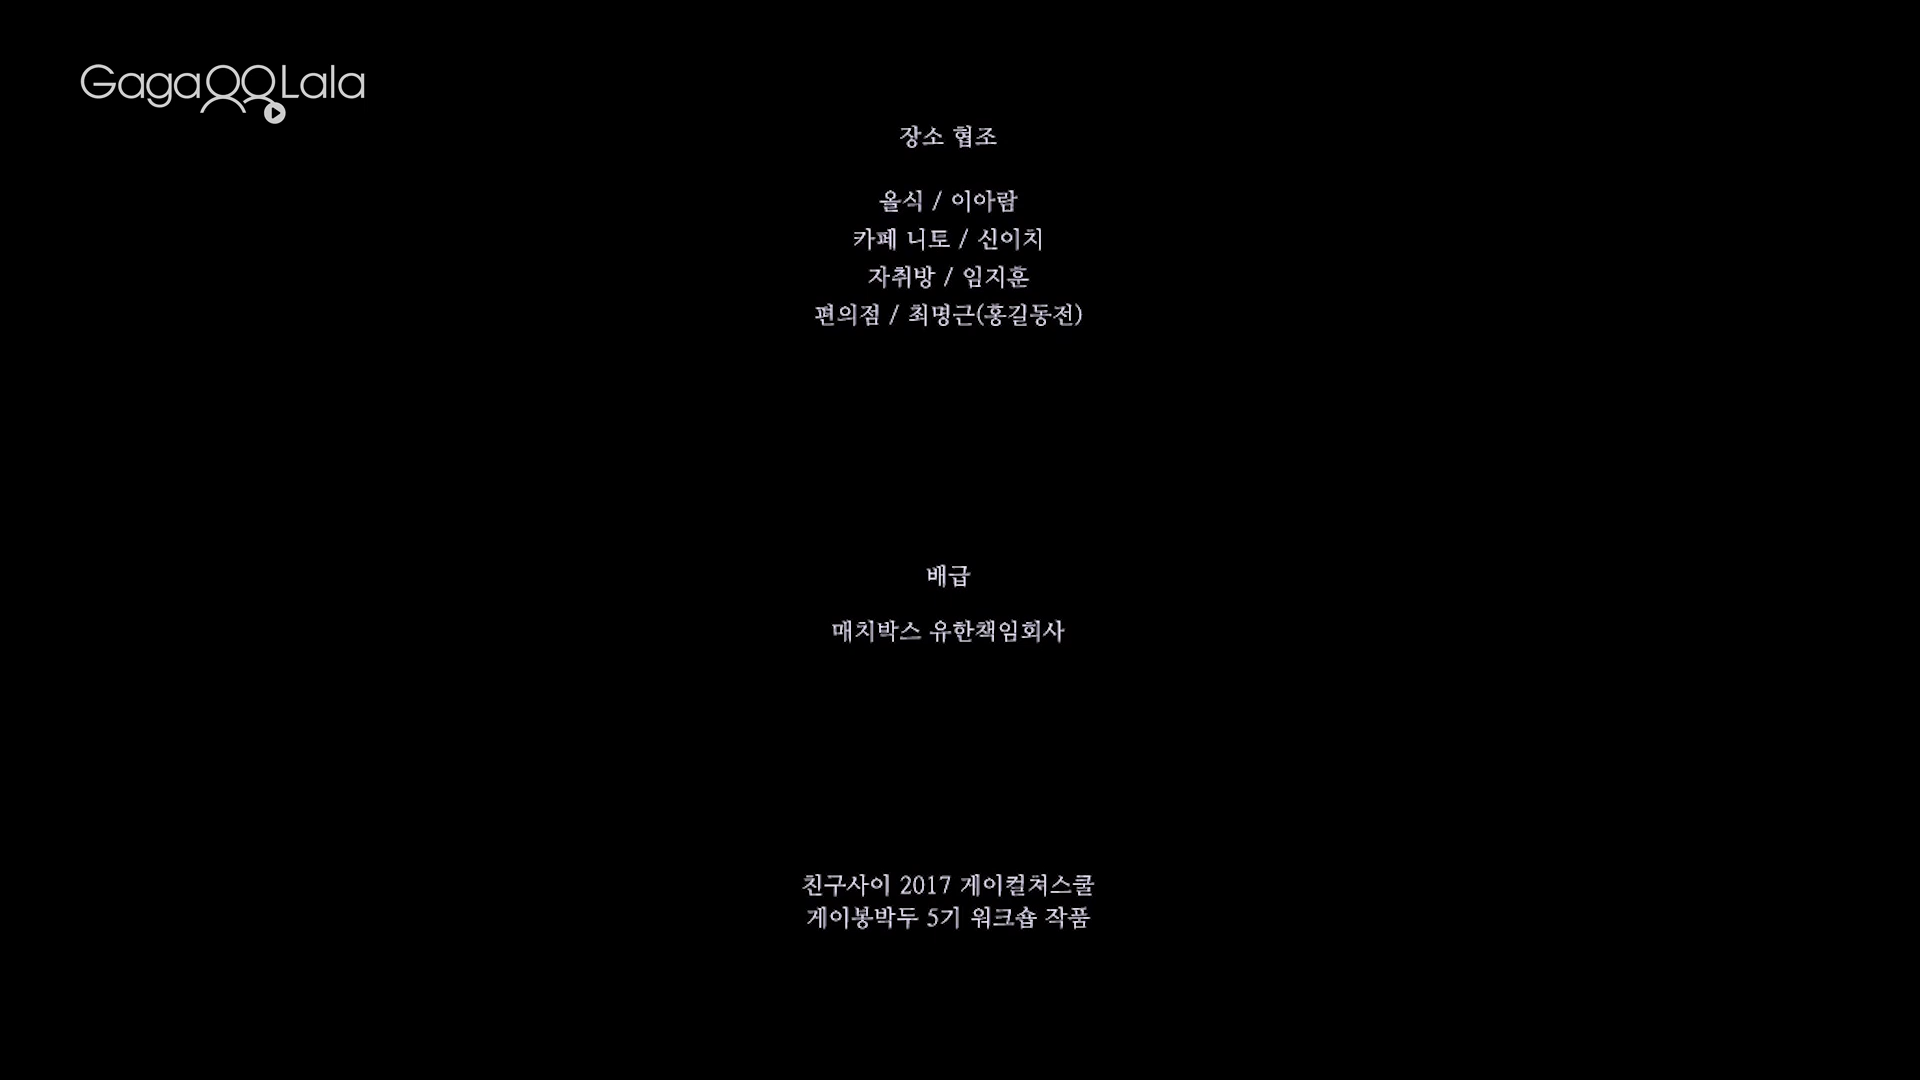 GagaOOLala
장소 협조
올식 / 이아람
카페 니토 / 신이치
자취방 / 임지훈
편의점 / 최명근(홍길동전)
배급
매치박스 유한책임회사
친구사이 2017 게이컬쳐스쿨
게이봉박두 5기 워크숍 작품